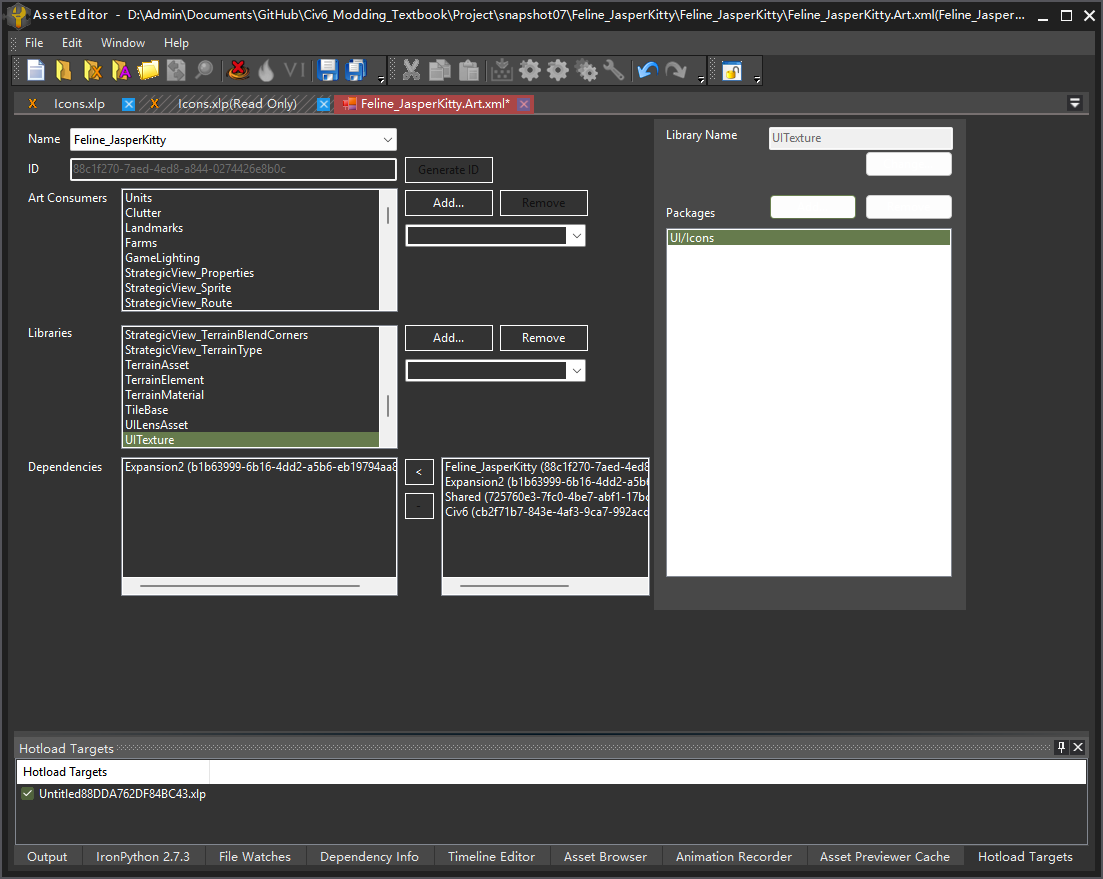 AssetEditor - D:\Admin\Documents\GitHub\Civ6_Modding_Textbook\Project\snapshot07\Feline_JasperKitty\Feline_JasperKitty\Feline_JasperKitty.Art.xml(Feline_Jasper...
File Edit Window Help
VI
Icons.xlp Icons.xlp(Read Only) Feline_JasperKitty.Art.xml*
Name Feline_JasperKitty
ID 88c1f270-7aed-4ed8-a844-0274426e8b0c Generate ID
Art Consumers
Units
Clutter
Landmarks
Farms
GameLighting
StrategicView_Properties
StrategicView_Sprite
StrategicView_Route
Add... Remove
Libraries
StrategicView_TerrainBlendCorners
StrategicView_TerrainType
TerrainAsset
TerrainElement
TerrainMaterial
TileBase
UILensAsset
UITexture
Add... Remove
Dependencies
Expansion2 (b1b63999-6b16-4dd2-a5b6-eb19794aa8
<
-
Feline_JasperKitty (88c1f270-7aed-4ed8
Expansion2 (b1b63999-6b16-4dd2-a5b6
Shared (725760e3-7fc0-4be7-abf1-17bc
Civ6 (cb2f71b7-843e-4af3-9ca7-992acc
Library Name UITexture
Packages
UI/Icons
Hotload Targets
Hotload Targets
Untitled88DDA762DF84BC43.xlp
Output IronPython 2.7.3 File Watches Dependency Info Timeline Editor Asset Browser Animation Recorder Asset Previewer Cache Hotload Targets